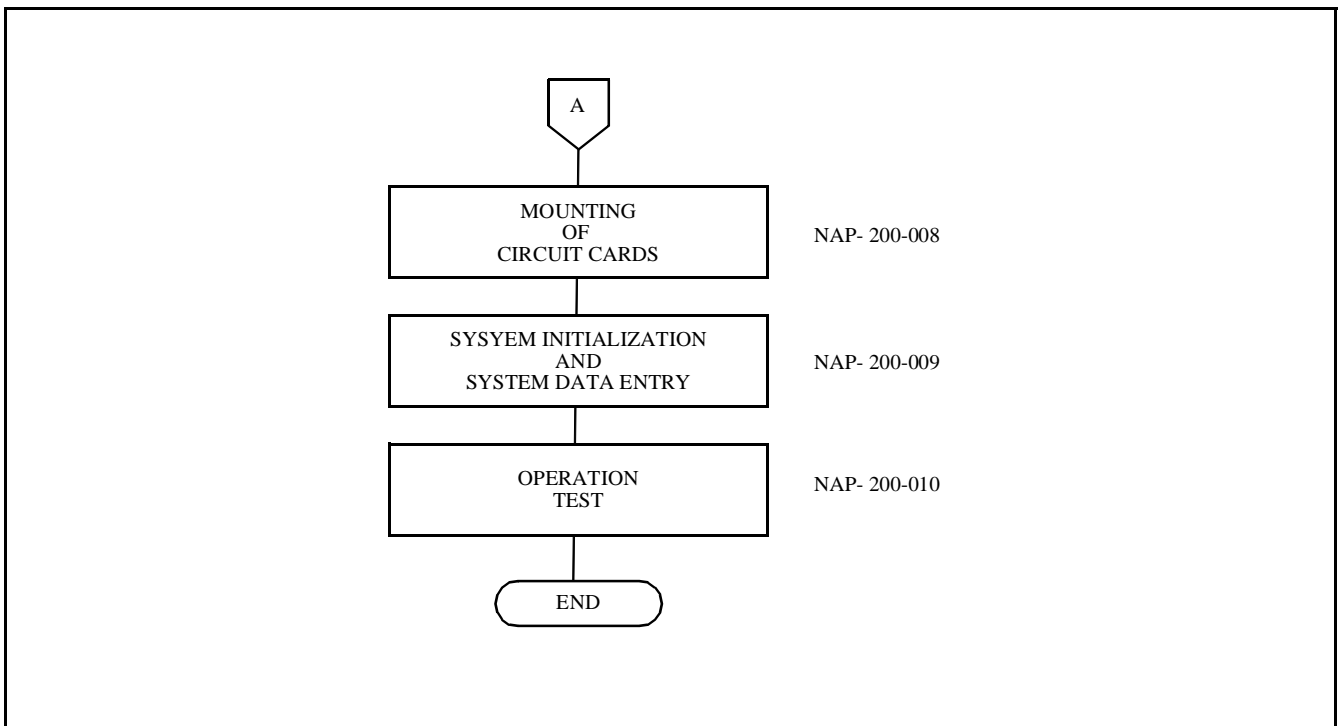 A
MOUNTING
OF
CIRCUIT CARDS
NAP- 200-008
SYSYEM INITIALIZATION
AND
SYSTEM DATA ENTRY
NAP- 200-009
OPERATION
TEST
NAP- 200-010
END